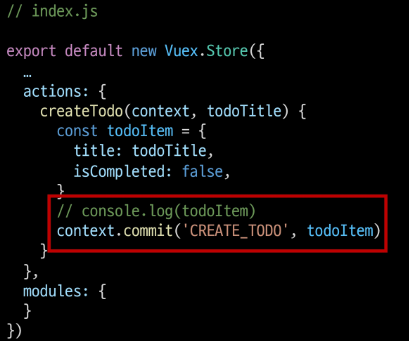 // index.js
export default new Vuex.Store({
…
actions: {
createTodo(context, todoTitle) {
const todoItem = {
title: todoTitle,
isCompleted: false,
}
// console.log(todoItem)
context.commit('CREATE_TODO', todoItem)
}
},
modules: {
}
})